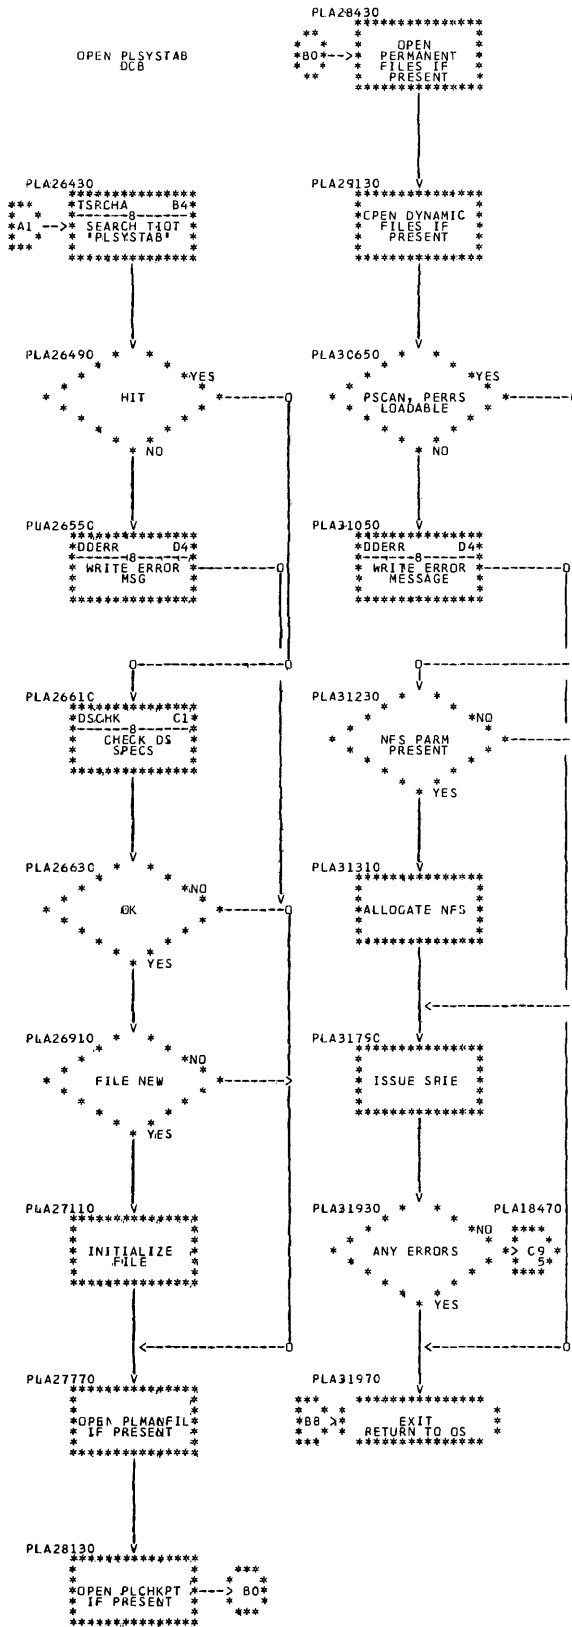 OPEN PLSYSTAB
DCB
PLA26430
TSRCHA B4
8
A1
SEARCH TIOT
"PLSYSTAB"
PLA26490
YES
HIT
NO
PLA26550
DDERR D4
8
WRITE ERROR
MSG
PLA26610
DSCHK C1
8
CHECK DS
SPECS
PLA26630
NO
OK
YES
PLA26910
NO
FILE NEW
YES
PLA27110
INITIALIZE
FILE
PLA27770
OPEN PLMANFIL
IF PRESENT
PLA28130
OPEN PLCHKPT
IF PRESENT
B0
PLA28430
B0
OPEN
PERMANENT
FILES IF
PRESENT
PLA29130
OPEN DYNAMIC
FILES IF
PRESENT
PLA30650
YES
PSCAN, PERRS
LOADABLE
NO
PLA31050
DDERR D4
8
WRITE ERROR
MESSAGE
PLA31230
NO
NFS PARM
PRESENT
YES
PLA31310
ALLOCATE NFS
PLA31790
ISSUE SRIE
PLA31930
NO
ANY ERRORS
YES
PLA18470
C9
5
PLA31970
B8
EXIT
RETURN TO OS